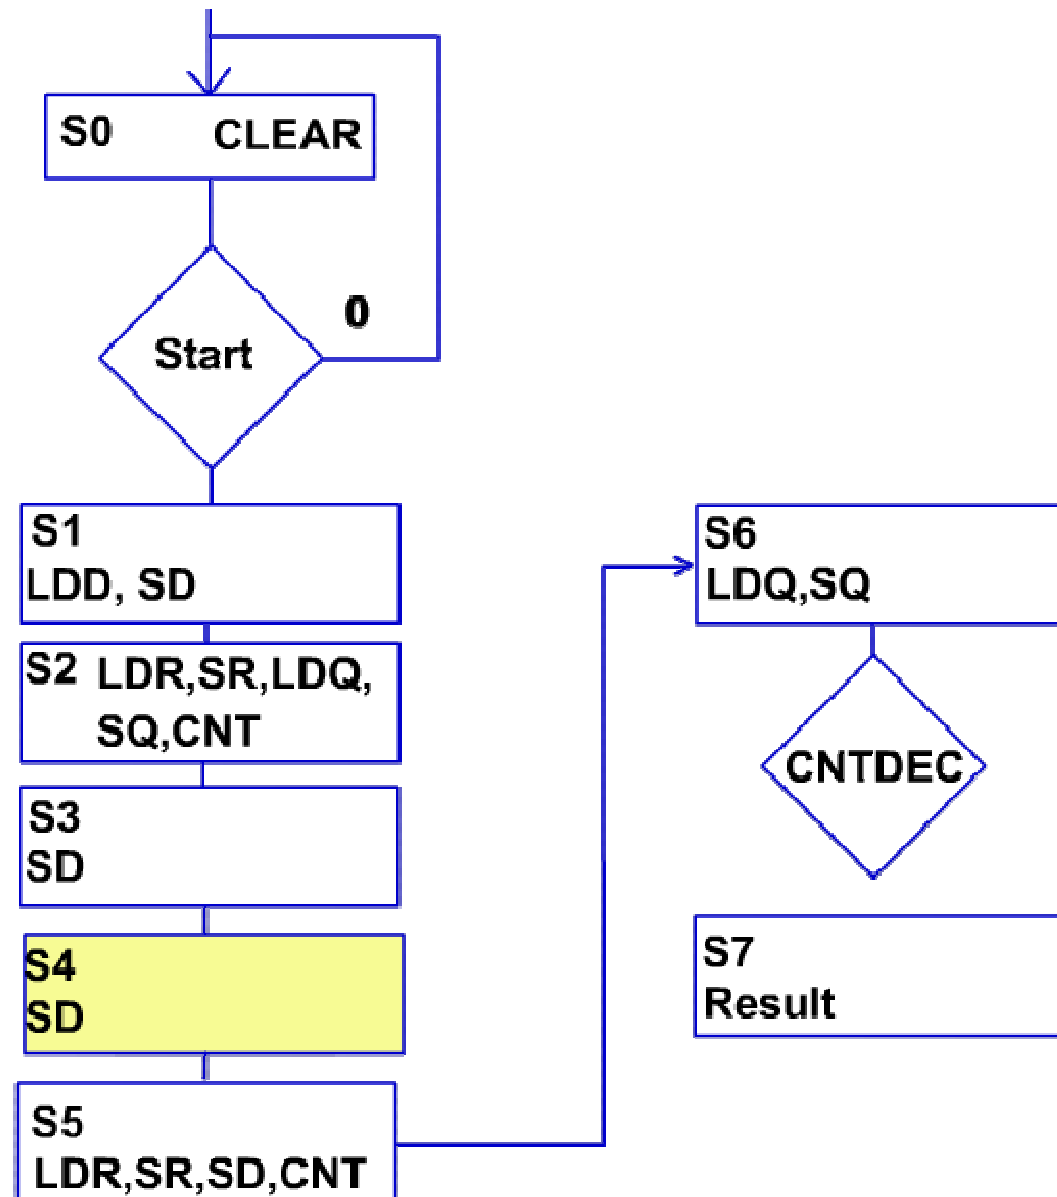 S0 CLEAR
0
Start
S1
LDD, SD
S2 LDR,SR,LDQ,
SQ,CNT
S3
SD
S4
SD
S5
LDR,SR,SD,CNT
S6
LDQ,SQ
CNTDEC
S7
Result